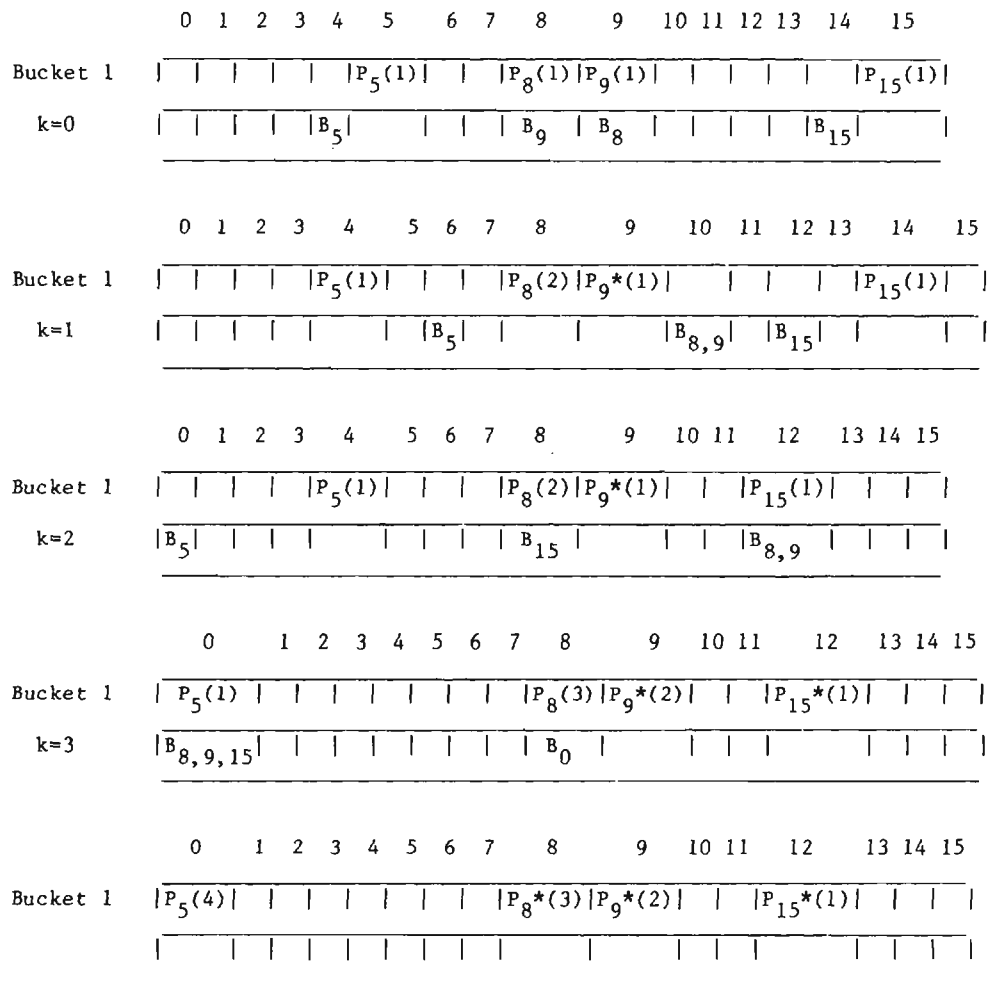 0 1 2 3 4 5 6 7 8 9 10 11 12 13 14 15
Bucket 1 | | | | | |P5(1)| | |P8(1)|P9(1)| | | | | |P15(1)|
k=0 | | | | |B5| | | | B9 | B8 | | | | |B15| |
0 1 2 3 4 5 6 7 8 9 10 11 12 13 14 15
Bucket 1 | | | | |P5(1)| | | |P8(2)|P9*(1)| | | | |P15(1)| |
k=1 | | | | | | |B5| | | |B8,9| |B15| | | |
0 1 2 3 4 5 6 7 8 9 10 11 12 13 14 15
Bucket 1 | | | | |P5(1)| | | |P8(2)|P9*(1)| | |P15(1)| | | |
k=2 |B5| | | | | | | | B15 | | | |B8,9| | | |
0 1 2 3 4 5 6 7 8 9 10 11 12 13 14 15
Bucket 1 | P5(1) | | | | | | | |P8(3)|P9*(2)| | |P15*(1)| | | |
k=3 |B8,9,15| | | | | | | | B0 | | | | | | | |
0 1 2 3 4 5 6 7 8 9 10 11 12 13 14 15
Bucket 1 |P5(4)| | | | | | | |P8*(3)|P9*(2)| | |P15*(1)| | | |